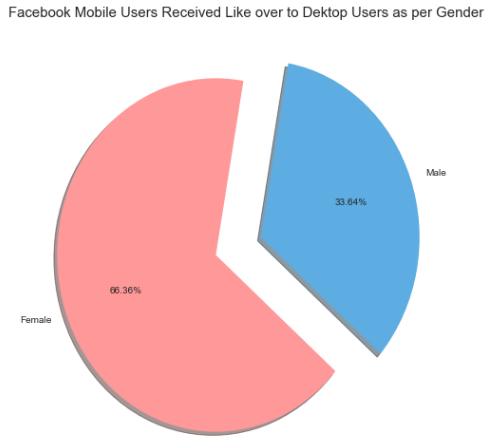 Facebook Mobile Users Received Like over to Dektop Users as per Gender
Male
33.64%
66.36%
Female